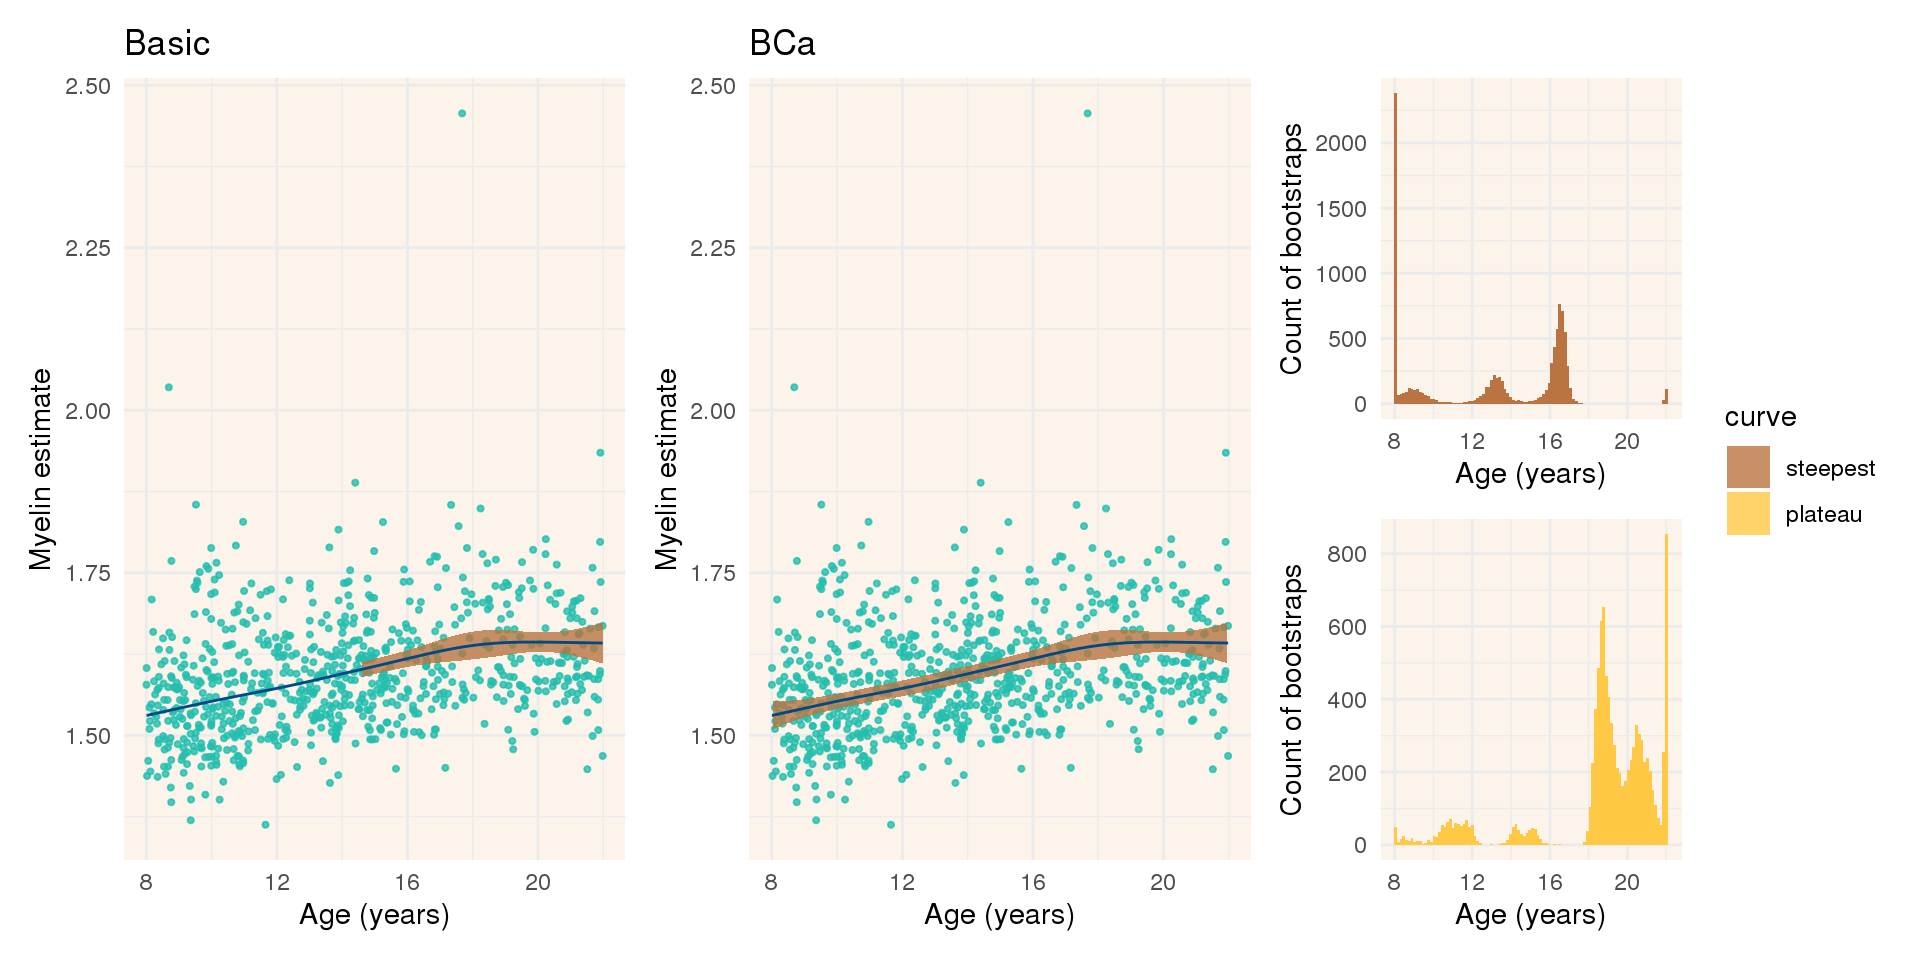 Basic
2.50
2.25
2.00
1.75
1.50
Myelin estimate
8 12 16 20
Age (years)
BCa
2.50
2.25
2.00
1.75
1.50
Myelin estimate
8 12 16 20
Age (years)
2000
1500
1000
500
0
Count of bootstraps
8 12 16 20
Age (years)
800
600
400
200
0
Count of bootstraps
8 12 16 20
Age (years)
curve
steepest
plateau